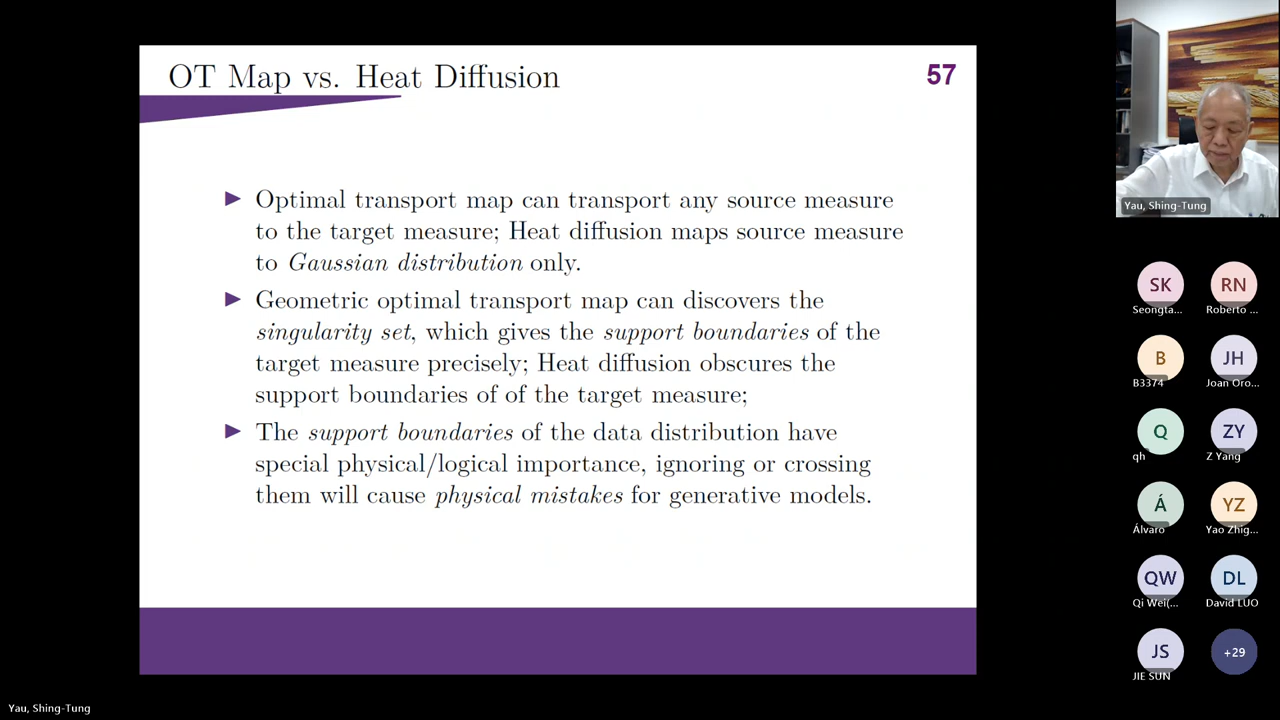 OT Map vs. Heat Diffusion
57
▶ Optimal transport map can transport any source measure
to the target measure; Heat diffusion maps source measure
to Gaussian distribution only.
▶ Geometric optimal transport map can discovers the
singularity set, which gives the support boundaries of the
target measure precisely; Heat diffusion obscures the
support boundaries of of the target measure;
▶ The support boundaries of the data distribution have
special physical/logical importance, ignoring or crossing
them will cause physical mistakes for generative models.
Yau, Shing-Tung
SK
Seongta...
RN
Roberto ...
B
B3374
JH
Joan Oro...
Q
qh
ZY
Z Yang
Á
Álvaro
YZ
Yao Zhig...
QW
Qi Wei(...
DL
David LUO
JS
JIE SUN
+29
Yau, Shing-Tung